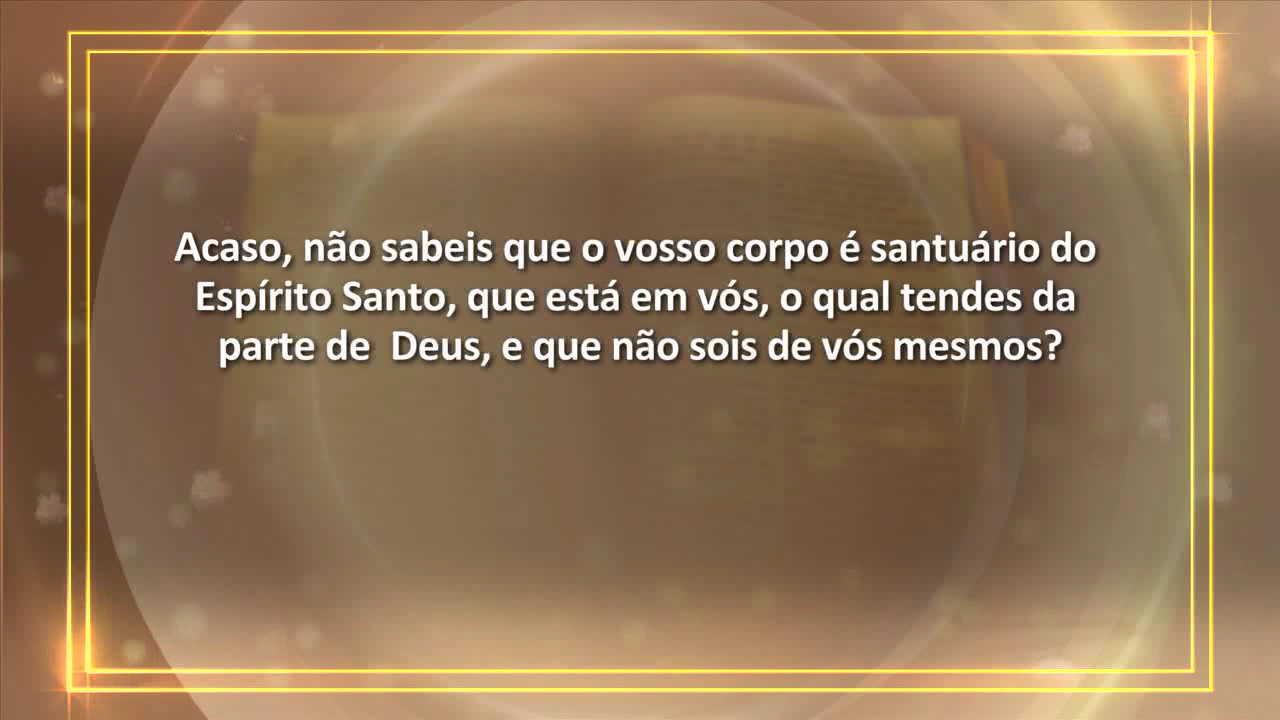 Acaso, não sabeis que o vosso corpo é santuário do
Espírito Santo, que está em vós, o qual tendes da
parte de  Deus, e que não sois de vós mesmos?